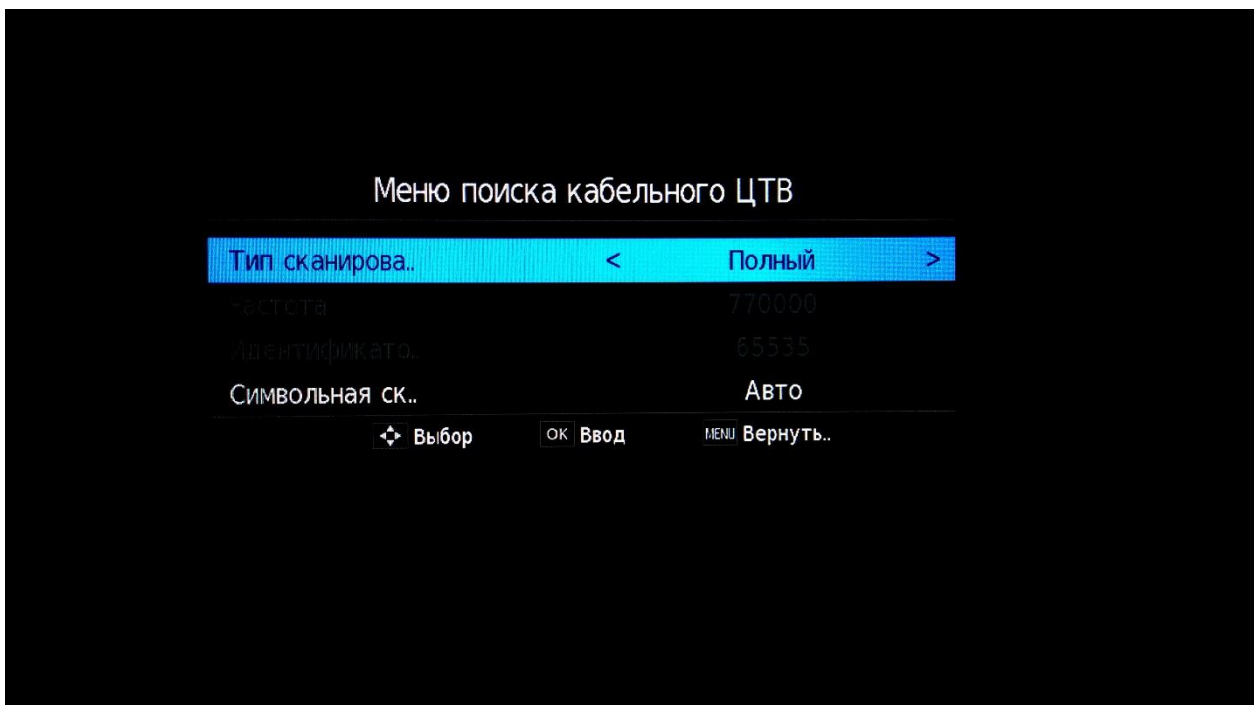 Меню поиска кабельного ЦТВ
Тип сканирова.. < Полный >
Частота 770000
Идентификато.. 65535
Символьная ск.. Авто
Выбор OK Ввод MENU Вернуть..